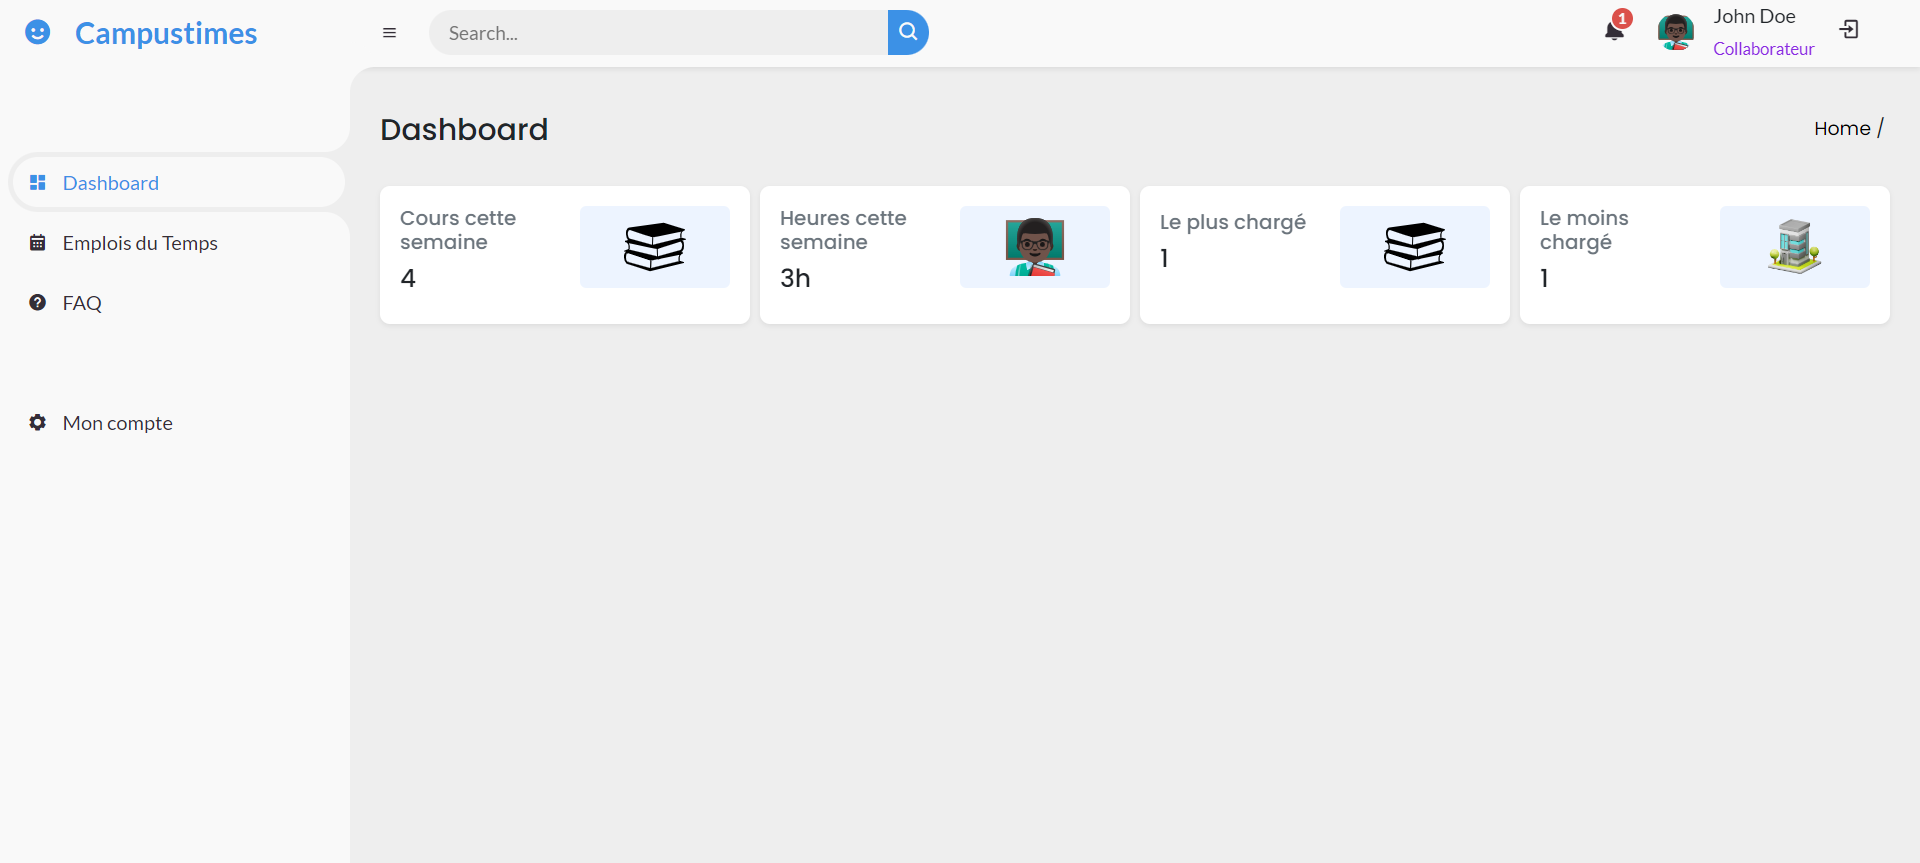 Campustimes
Search...
1
John Doe
Collaborateur
Dashboard
Emplois du Temps
FAQ
Mon compte
Dashboard
Home /
Cours cette
semaine
4
Heures cette
semaine
3h
Le plus chargé
1
Le moins
chargé
1